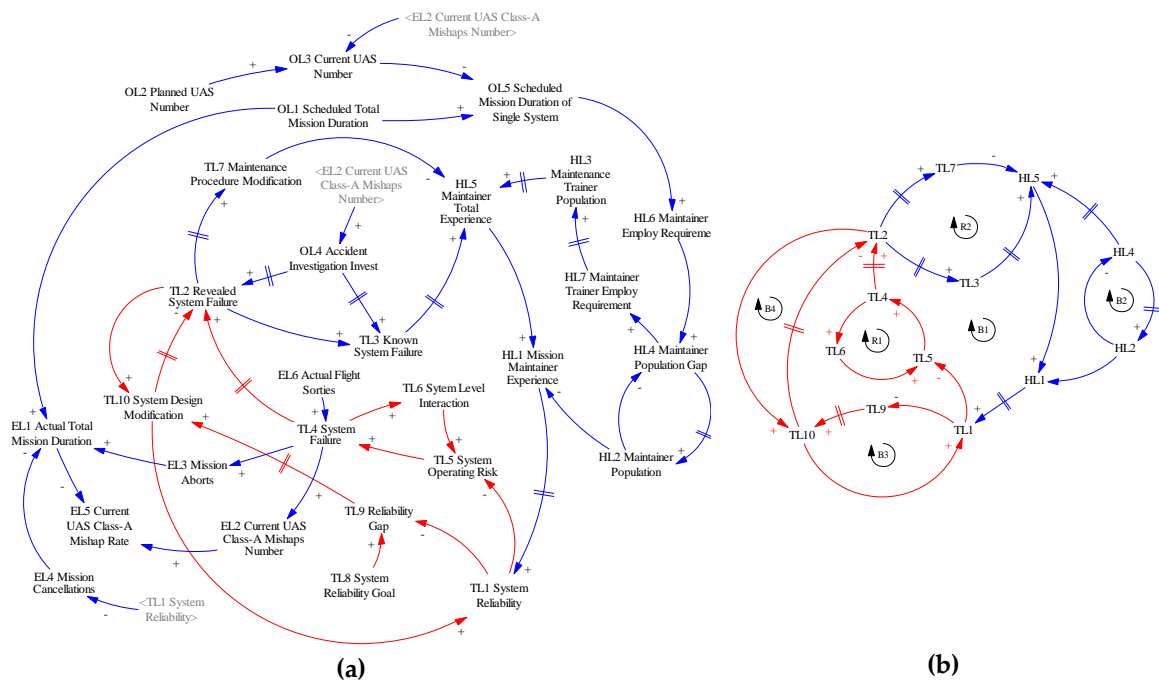 <EL2 Current UAS Class-A
Mishaps Number>
-
OL3 Current UAS
Number
+
-
OL2 Planned UAS
Number
OL5 Scheduled
Mission Duration of
Single System
OL1 Scheduled Total
Mission Duration
+
TL7 Maintenance
Procedure Modification
+
<EL2 Current UAS
Class-A Mishaps
Number>
+
-
HL5
Maintainer
Total
Experience
+
+
HL3
Maintenance
Trainer
Population
+
+
HL6 Maintainer
Employ Requireme
OL4 Accident
Investigation Invest
+
TL2 Revealed
System Failure
-
+
HL7 Maintainer
Trainer Employ
Requirement
+
+
+
TL3 Known
System Failure
HL1 Mission
Maintainer
Experience
+
-
+
HL4 Maintainer
Population Gap
-
EL6 Actual Flight
Sorties
+
TL10 System Design
Modification
+
TL6 Sytem Level
Interaction
+
+
TL4 System
Failure
+
TL5 System
Operating Risk
-
HL2 Maintainer
Population
+
+
EL1 Actual Total
Mission Duration
-
+
EL3 Mission
Aborts
+
+
-
EL5 Current
UAS Class-A
Mishap Rate
+
EL2 Current UAS
Class-A Mishaps
Number
TL9 Reliability
Gap
+
-
EL4 Mission
Cancellations
-
<TL1 System
Reliability>
TL8 System
Reliability Goal
TL1 System
Reliability
+
+
(a)
TL7
+
-
HL5
+
+
R2
TL2
-
+
TL3
+
HL4
-
B2
+
HL2
TL4
+
B4
B1
TL6
+
R1
TL5
+
-
HL1
+
TL9
-
TL10
+
+
TL1
+
+
B3
(b)